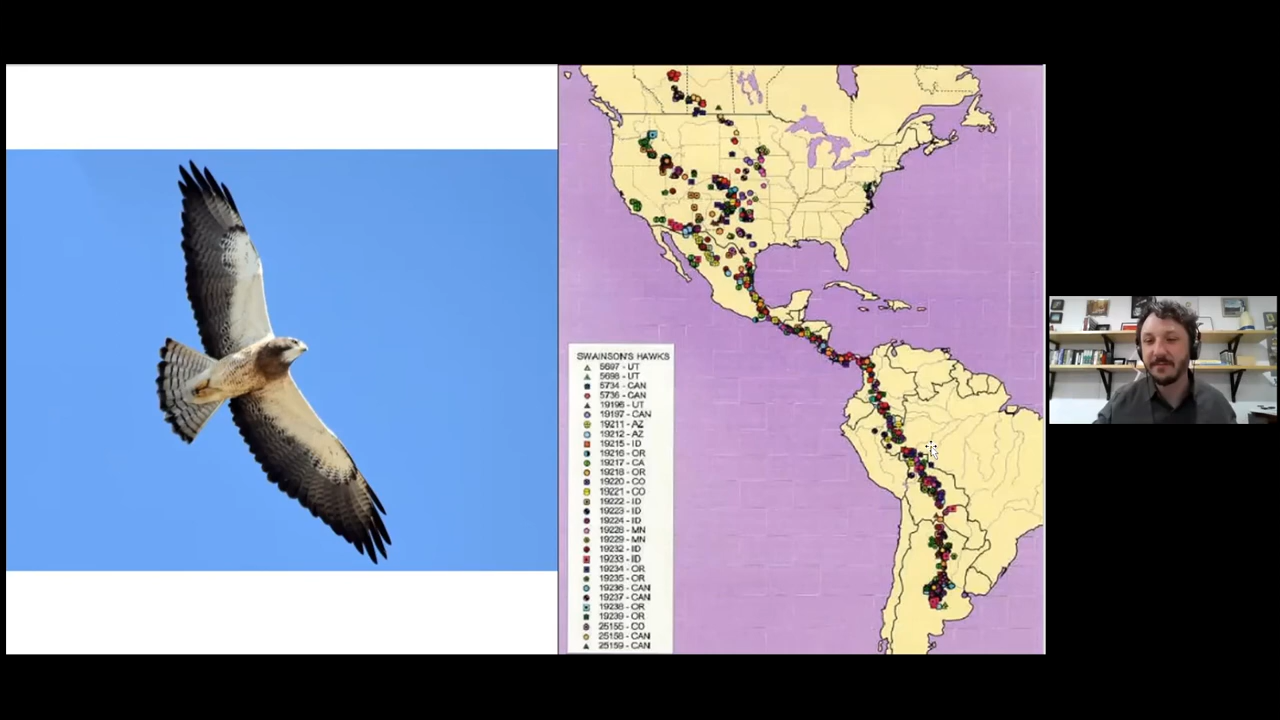 SWAINSON'S HAWKS
5697 - UT
5698 - UT
5734 - CAN
5736 - CAN
19196 - UT
19197 - CAN
19211 - AZ
19212 - AZ
19215 - ID
19216 - OR
19217 - CA
19218 - OR
19220 - CO
19221 - CO
19222 - ID
19223 - ID
19224 - ID
19228 - MN
19229 - MN
19232 - ID
19233 - ID
19234 - OR
19235 - OR
19236 - CAN
19237 - CAN
19238 - OR
19239 - OR
25155 - CO
25158 - CAN
25159 - CAN